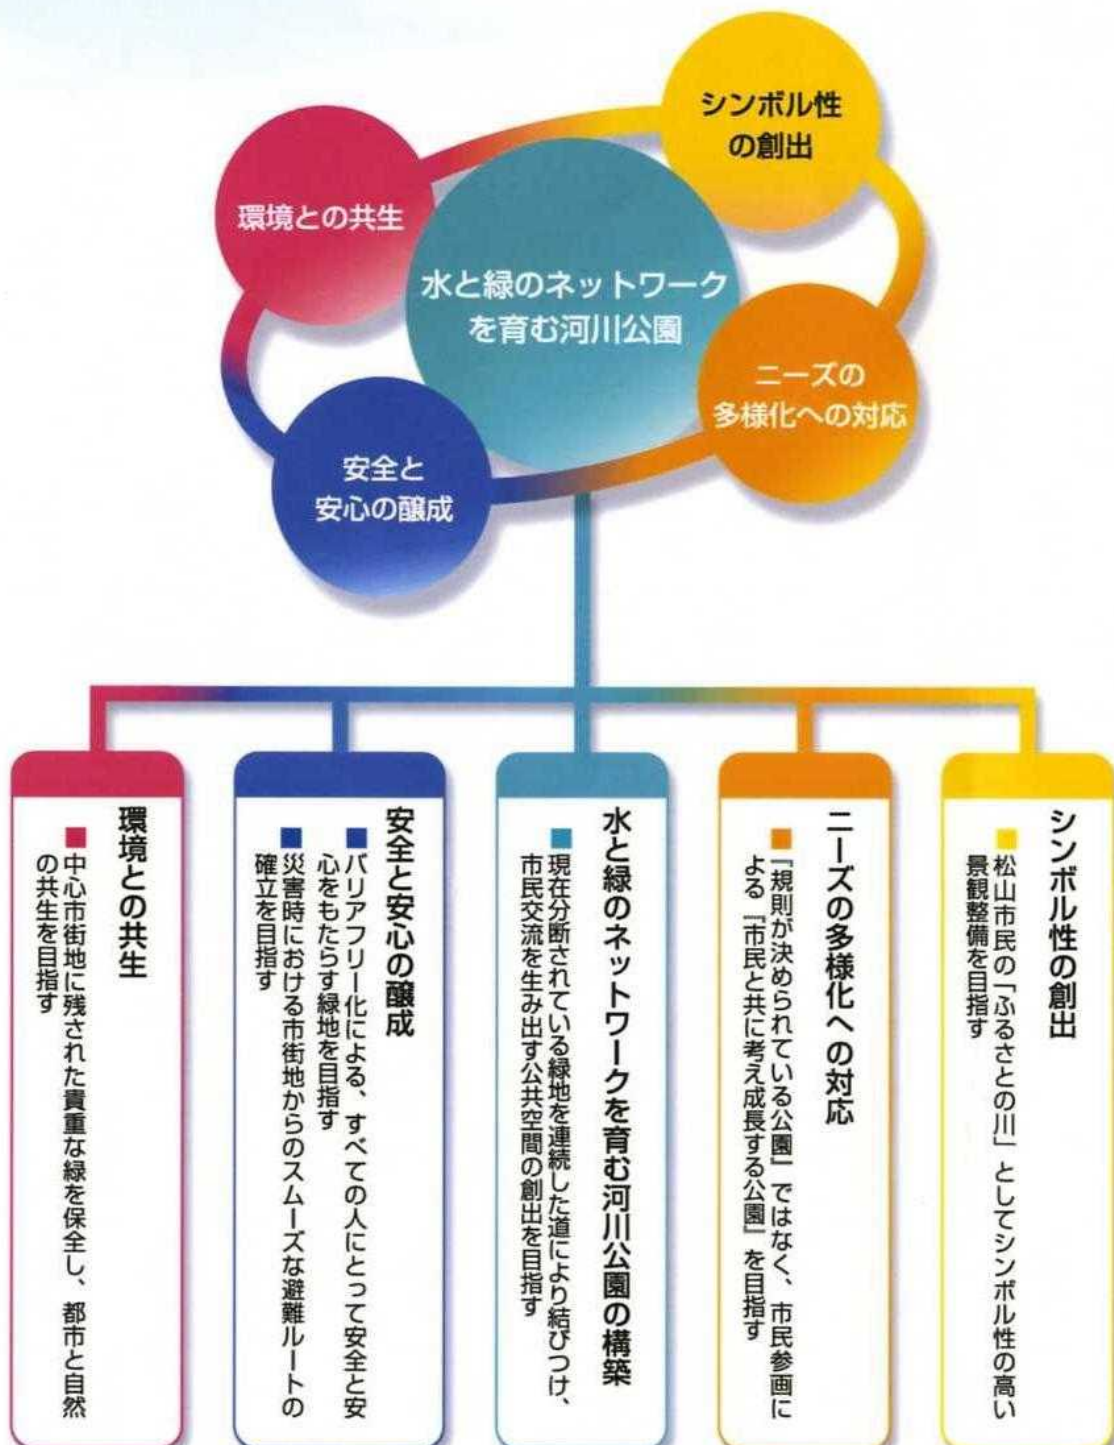 シンボル性
の創出
環境との共生
水と緑のネットワーク
を育む河川公園
ニーズの
多様化への対応
安全と
安心の醸成
シンボル性の創出
■松山市民の「ふるさとの川」としてシンボル性の高い
景観整備を目指す
ニーズの多様化への対応
■『規則が決められている公園』ではなく、市民参画に
よる『市民と共に考え成長する公園』を目指す
水と緑のネットワークを育む河川公園の構築
■現在分断されている緑地を連続した道により結びつけ、
市民交流を生み出す公共空間の創出を目指す
安全と安心の醸成
■バリアフリー化による、すべての人にとって安全と安
心をもたらす緑地を目指す
■災害時における市街地からのスムーズな避難ルートの
確立を目指す
環境との共生
■中心市街地に残された貴重な緑を保全し、都市と自然
の共生を目指す